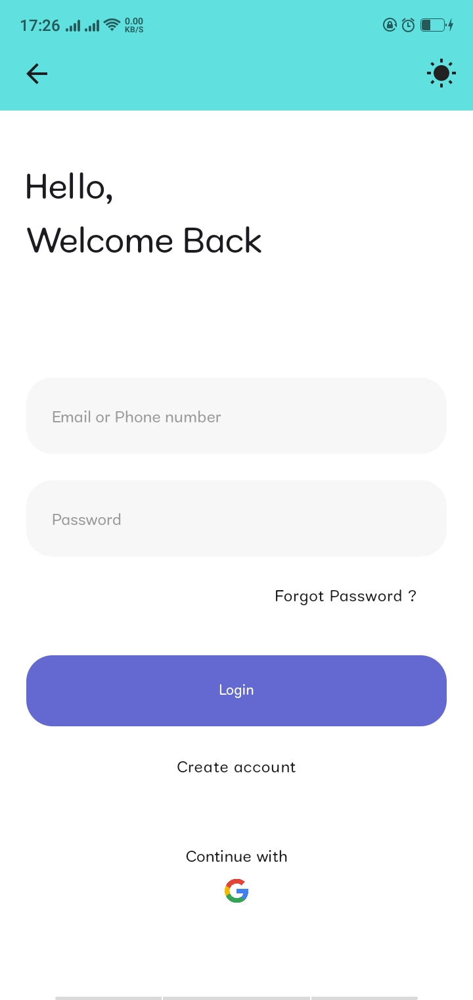 17:26 0.00
KB/S
Hello,
Welcome Back
Email or Phone number
Password
Forgot Password ?
Login
Create account
Continue with